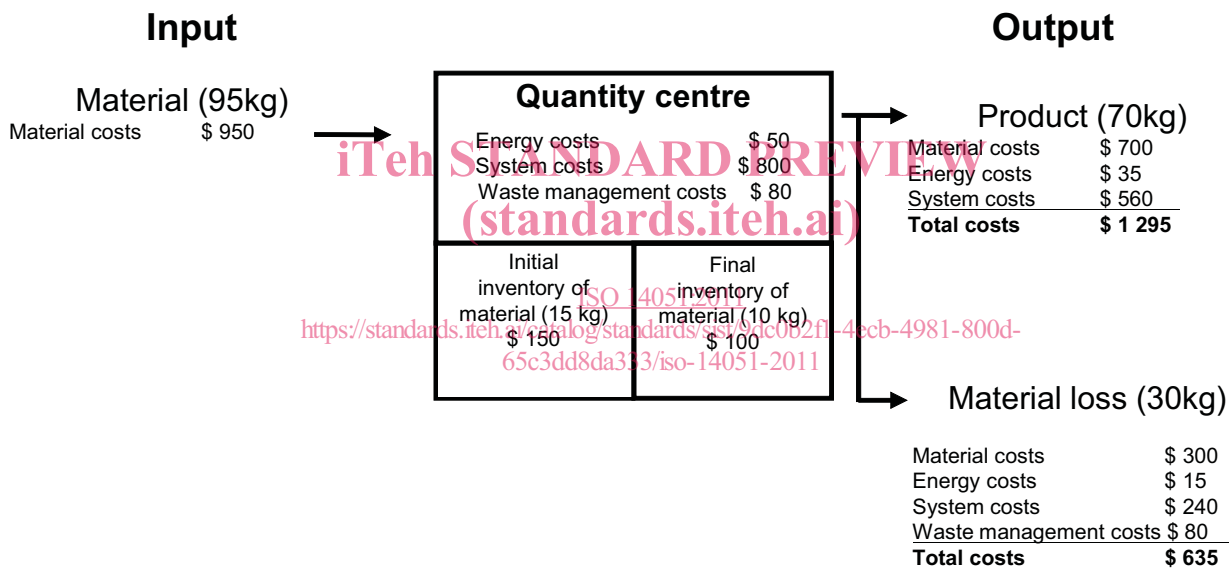 Input
Output
Material (95kg)
Material costs $ 950
Quantity centre
Energy costs $ 50
System costs $ 800
Waste management costs $ 80
Initial
inventory of
material (15 kg)
$ 150
Final
inventory of
material (10 kg)
$ 100
Product (70kg)
Material costs $ 700
Energy costs $ 35
System costs $ 560
Total costs $ 1 295
Material loss (30kg)
Material costs $ 300
Energy costs $ 15
System costs $ 240
Waste management costs $ 80
Total costs $ 635
iTeh STANDARD PREVIEW
(standards.iteh.ai)
ISO 14051:2011
https://standards.iteh.ai/catalog/standards/sist/9dc0b2f1-4ecb-4981-800d-
65c3dd8da333/iso-14051-2011